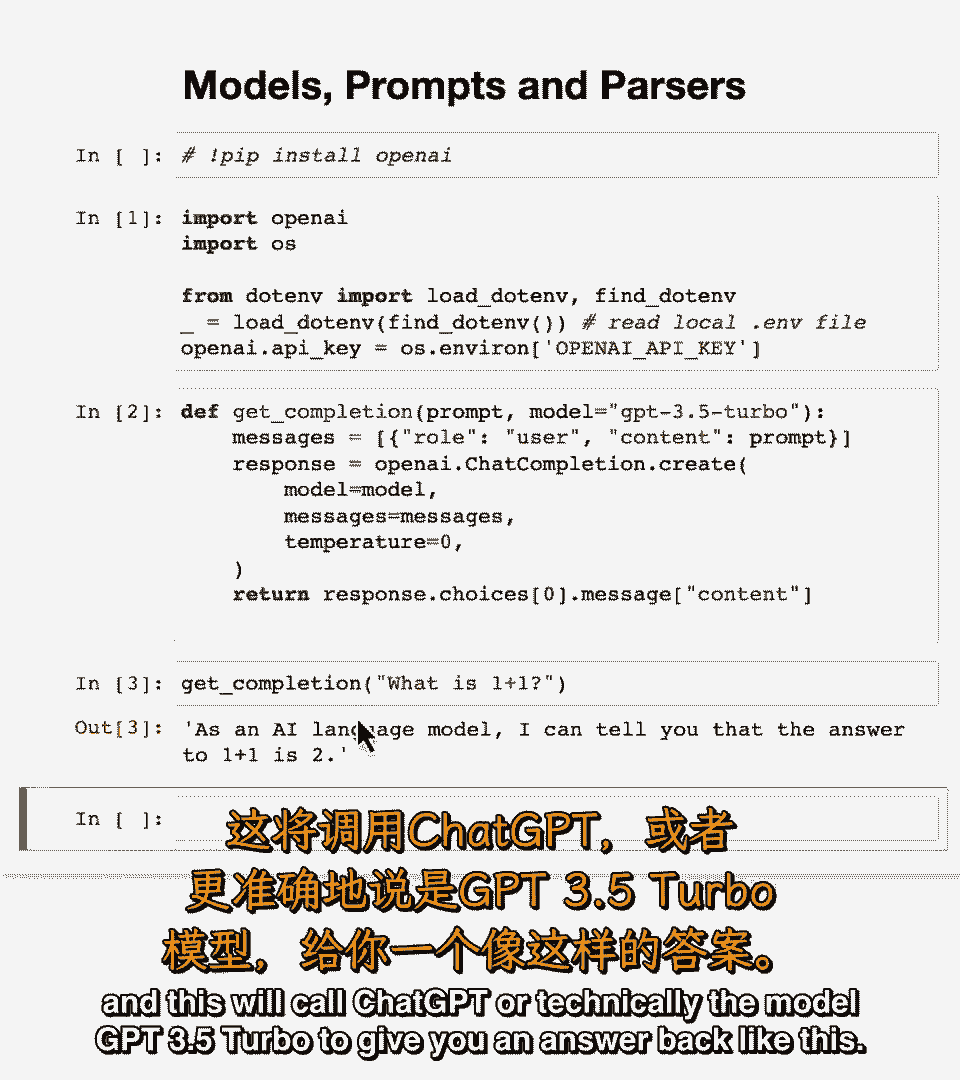 Models, Prompts and Parsers
In [ ]: # !pip install openai
In [1]: import openai
import os
from dotenv import load_dotenv, find_dotenv
_ = load_dotenv(find_dotenv()) # read local .env file
openai.api_key = os.environ['OPENAI_API_KEY']
In [2]: def get_completion(prompt, model="gpt-3.5-turbo"):
messages = [{"role": "user", "content": prompt}]
response = openai.ChatCompletion.create(
model=model,
messages=messages,
temperature=0,
)
return response.choices[0].message["content"]
In [3]: get_completion("What is 1+1?")
Out[3]: 'As an AI language model, I can tell you that the answer
to 1+1 is 2.'
In [ ]:
这将调用ChatGPT，或者
更准确地说是GPT 3.5 Turbo
模型，给你一个像这样的答案。
and this will call ChatGPT or technically the model
GPT 3.5 Turbo to give you an answer back like this.